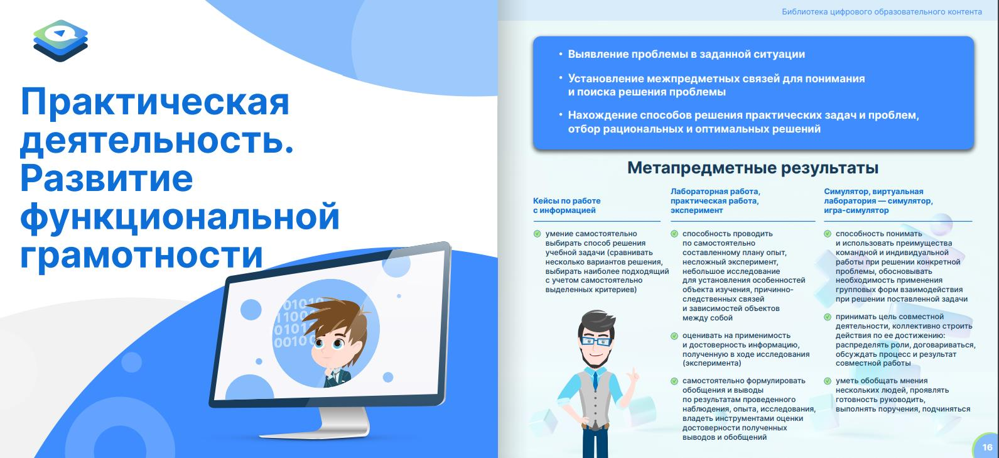 Практическая
деятельность.
Развитие
функциональной
грамотности
01010
11001
01011
0010
Библиотека цифрового образовательного контента
• Выявление проблемы в заданной ситуации
• Установление межпредметных связей для понимания
и поиска решения проблемы
• Нахождение способов решения практических задач и проблем,
отбор рациональных и оптимальных решений
Метапредметные результаты
Кейсы по работе
с информацией
умение самостоятельно
выбирать способ решения
учебной задачи (сравнивать
несколько вариантов решения,
выбирать наиболее подходящий
с учетом самостоятельно
выделенных критериев)
Лабораторная работа,
практическая работа,
эксперимент
способность проводить
по самостоятельно
составленному плану опыт,
несложный эксперимент,
небольшое исследование
для установления особенностей
объекта изучения, причинно-
следственных связей
и зависимостей объектов
между собой
оценивать на применимость
и достоверность информацию,
полученную в ходе исследования
(эксперимента)
самостоятельно формулировать
обобщения и выводы
по результатам проведенного
наблюдения, опыта, исследования,
владеть инструментами оценки
достоверности полученных
выводов и обобщений
Симулятор, виртуальная
лаборатория — симулятор,
игра-симулятор
способность понимать
и использовать преимущества
командной и индивидуальной
работы при решении конкретной
проблемы, обосновывать
необходимость применения
групповых форм взаимодействия
при решении поставленной задачи
принимать цель совместной
деятельности, коллективно строить
действия по ее достижению:
распределять роли, договариваться,
обсуждать процесс и результат
совместной работы
уметь обобщать мнения
нескольких людей, проявлять
готовность руководить,
выполнять поручения, подчиняться
16